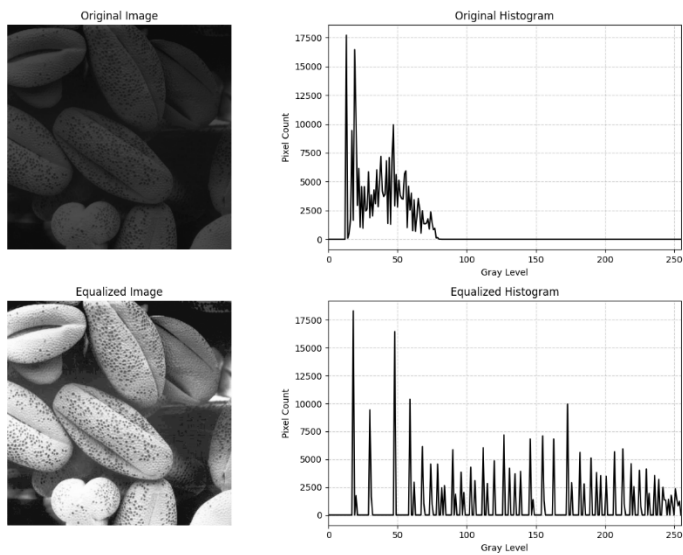 Original Image
Original Histogram
17500
15000
12500
10000
7500
5000
2500
0
Pixel Count
0 50 100 150 200 250
Gray Level
Equalized Image
Equalized Histogram
17500
15000
12500
10000
7500
5000
2500
0
Pixel Count
0 50 100 150 200 250
Gray Level